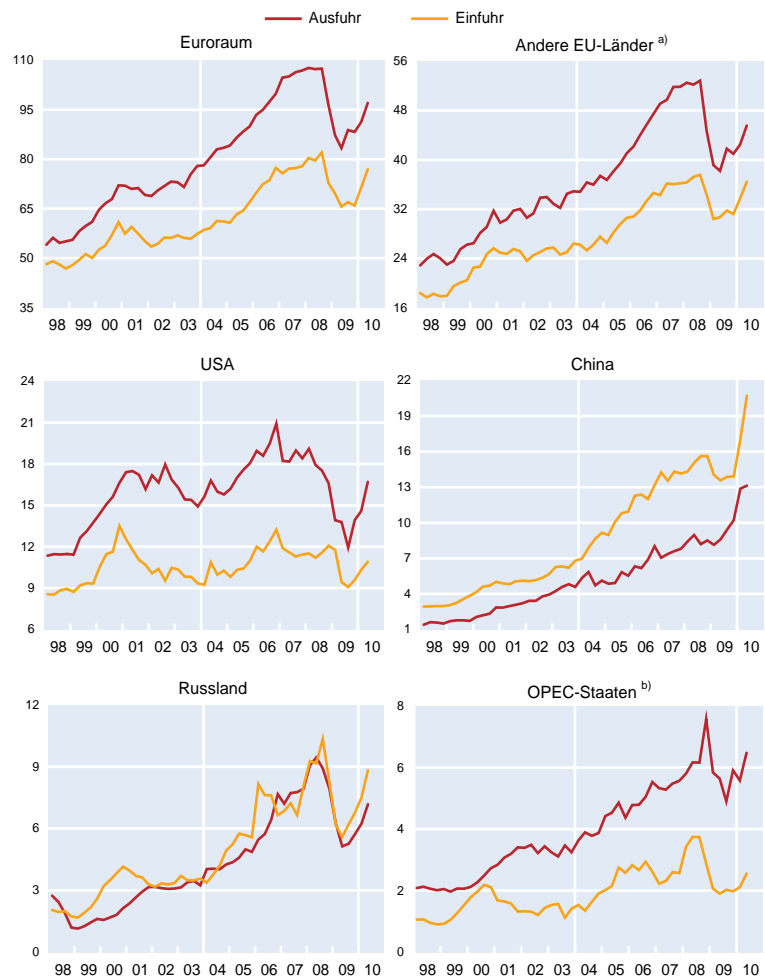 Ausfuhr Einfuhr
Euroraum Andere EU-Länder a)
110 56
95 48
80 40
65 32
50 24
35 16
98 99 00 01 02 03 04 05 06 07 08 09 10 98 99 00 01 02 03 04 05 06 07 08 09 10
USA China
24 22
21 19
18 16
15 13
12 10
9 7
6 4
1
98 99 00 01 02 03 04 05 06 07 08 09 10 98 99 00 01 02 03 04 05 06 07 08 09 10
Russland OPEC-Staaten b)
12 8
9 6
6 4
3 2
0 0
98 99 00 01 02 03 04 05 06 07 08 09 10 98 99 00 01 02 03 04 05 06 07 08 09 10